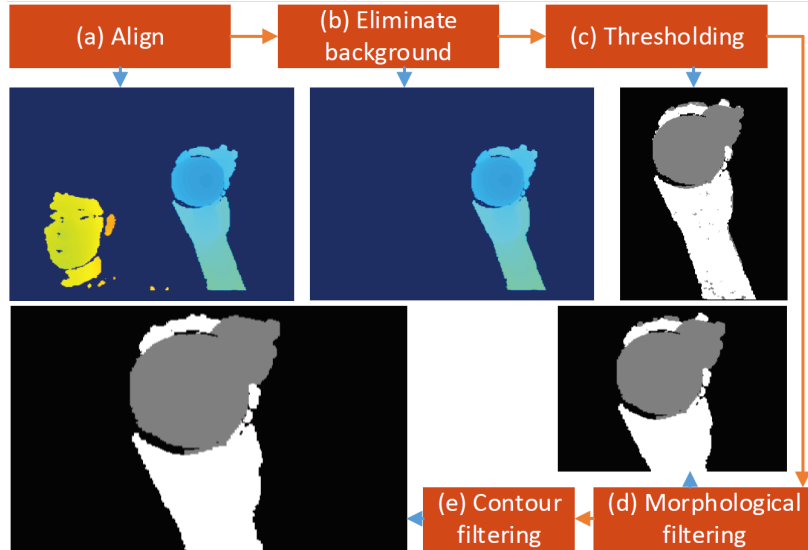 (a) Align
(b) Eliminate
background
(c) Thresholding
(e) Contour
filtering
(d) Morphological
filtering